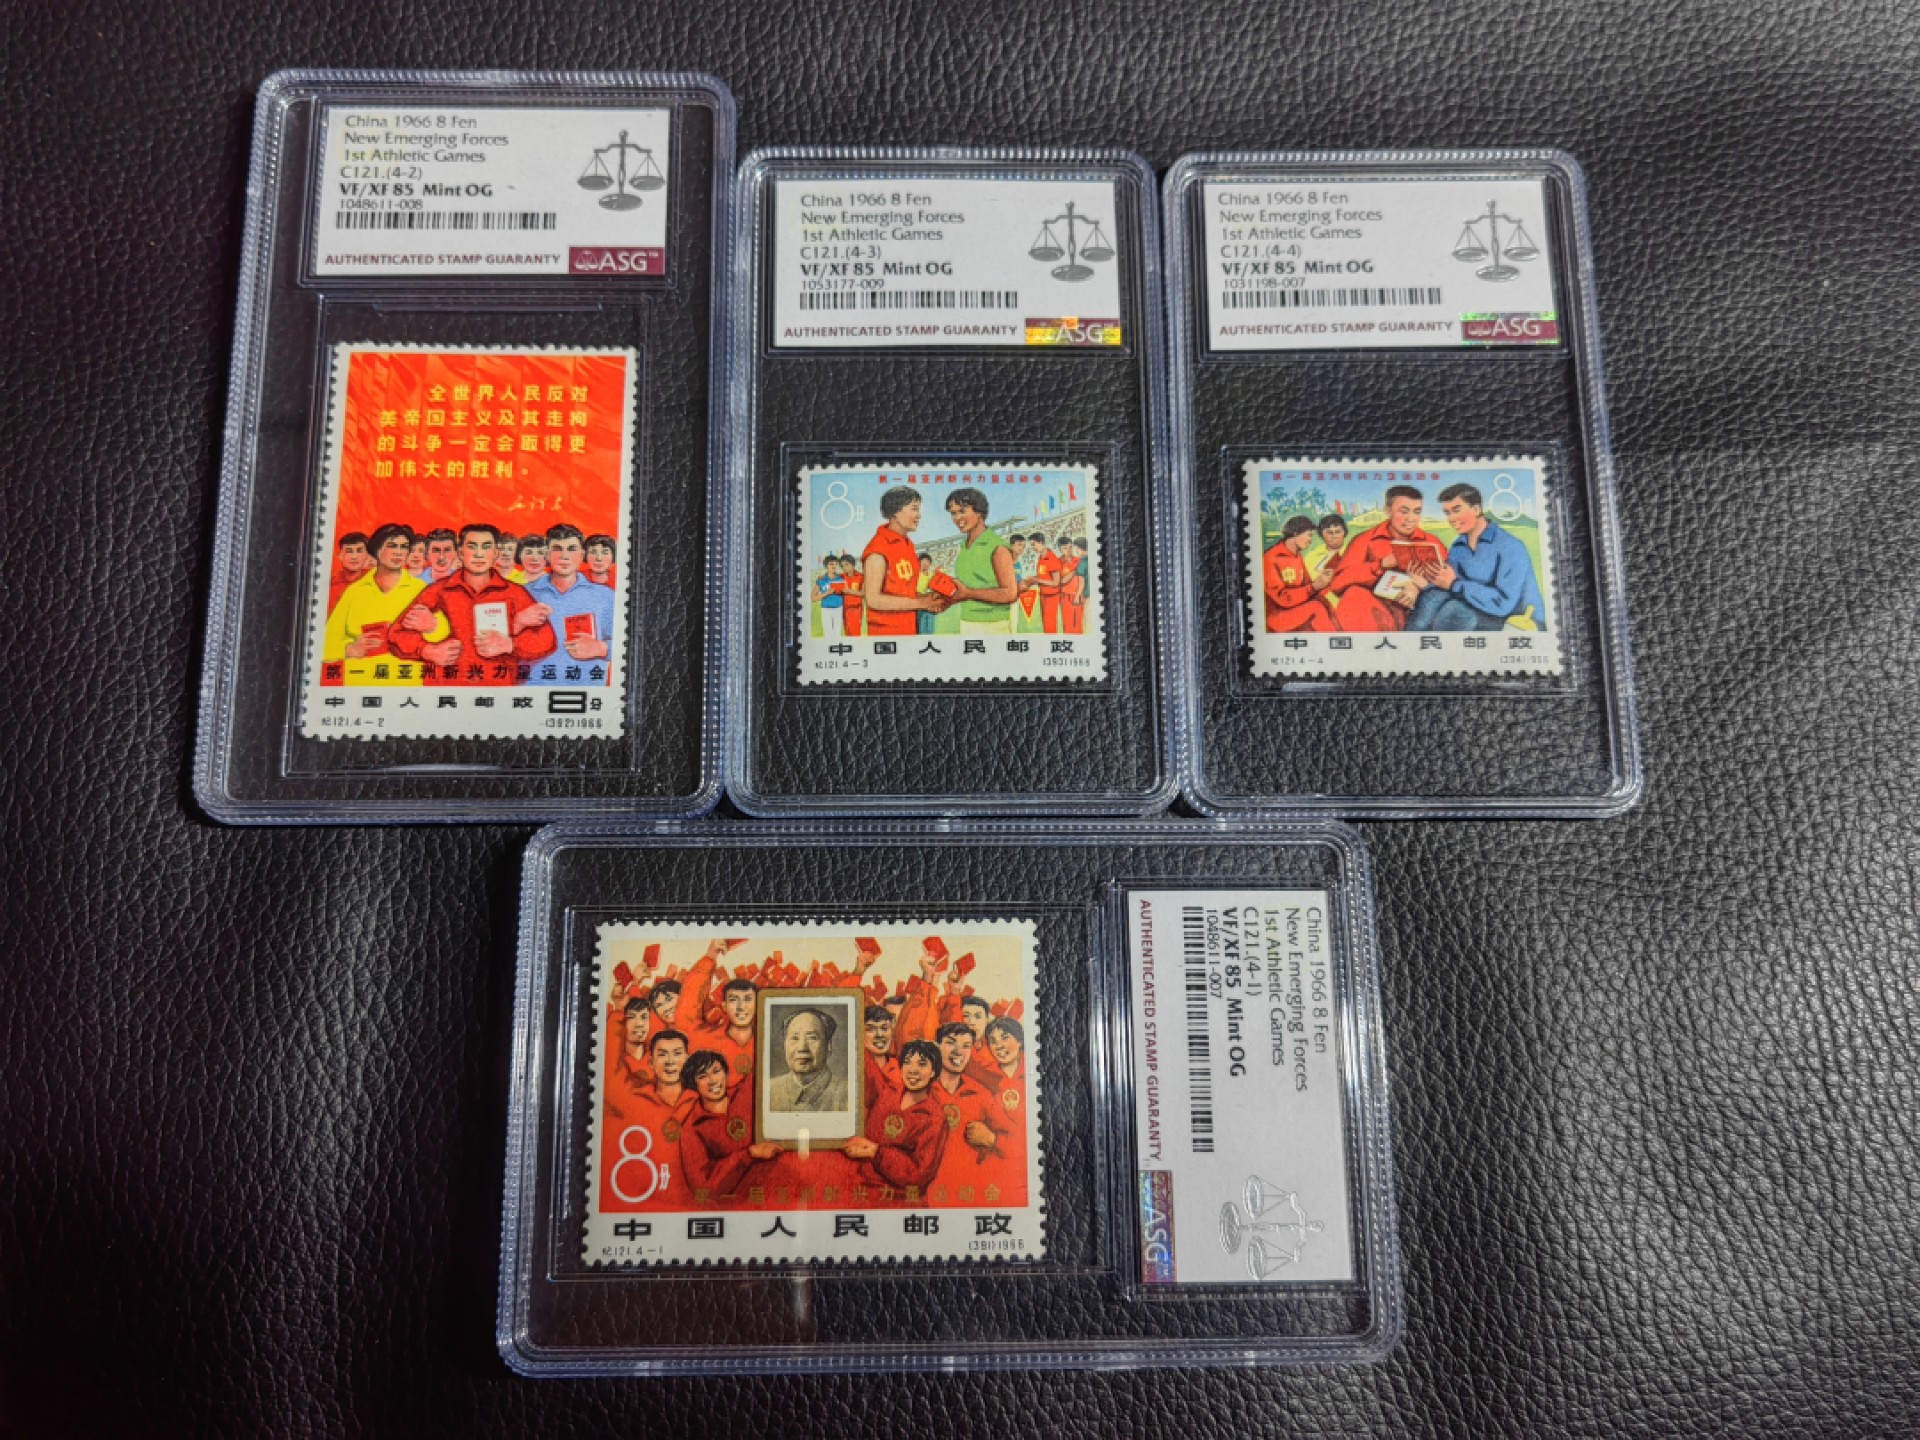 China 1966 8 Fen
New Emerging Forces
1st Athletic Games
C121.(4-2)
VF/XF 85 Mint OG
1048611-008
AUTHENTICATED STAMP GUARANTY
ASG™
全世界人民反对
美帝国主义及其走狗
的斗争一定会取得更
加伟大的胜利。
毛泽东
第一届亚洲新兴力量运动会
中国人民邮政 8分
纪121.4-2 (392)1966
China 1966 8 Fen
New Emerging Forces
1st Athletic Games
C121.(4-3)
VF/XF 85 Mint OG
1053177-009
AUTHENTICATED STAMP GUARANTY
ASG
第一届亚洲新兴力量运动会
8分
中
中国人民邮政
纪121.4-3 (393)1966
China 1966 8 Fen
New Emerging Forces
1st Athletic Games
C121.(4-4)
VF/XF 85 Mint OG
1031198-007
AUTHENTICATED STAMP GUARANTY
ASG
第一届亚洲新兴力量运动会
8分
中
中国人民邮政
纪121.4-4 (394)1966
8分
第一届亚洲新兴力量运动会
中国人民邮政
纪121.4-1 (391)1966
China 1966 8 Fen
New Emerging Forces
1st Athletic Games
C121.(4-1)
VF/XF 85 Mint OG
1048611-007
AUTHENTICATED STAMP GUARANTY
ASG™